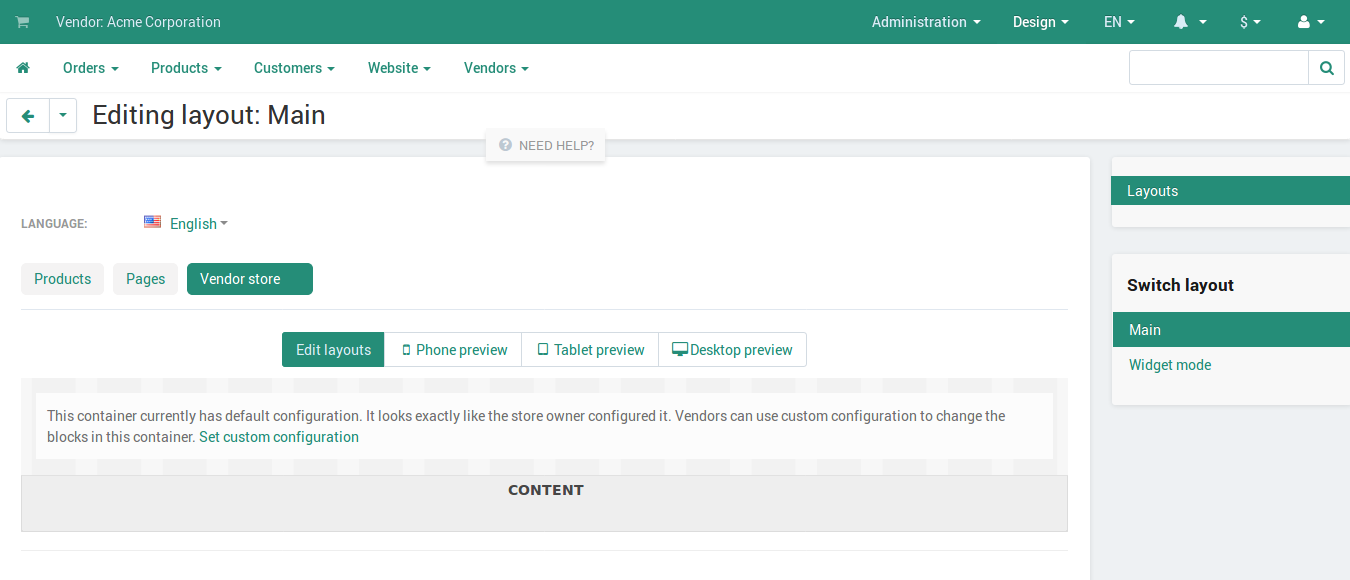 Vendor: Acme Corporation Administration Design EN $
Orders Products Customers Website Vendors
Editing layout: Main
NEED HELP?
LANGUAGE: English
Products Pages Vendor store
Edit layouts Phone preview Tablet preview Desktop preview
This container currently has default configuration. It looks exactly like the store owner configured it. Vendors can use custom configuration to change the
blocks in this container. Set custom configuration
CONTENT
Layouts
Switch layout
Main
Widget mode